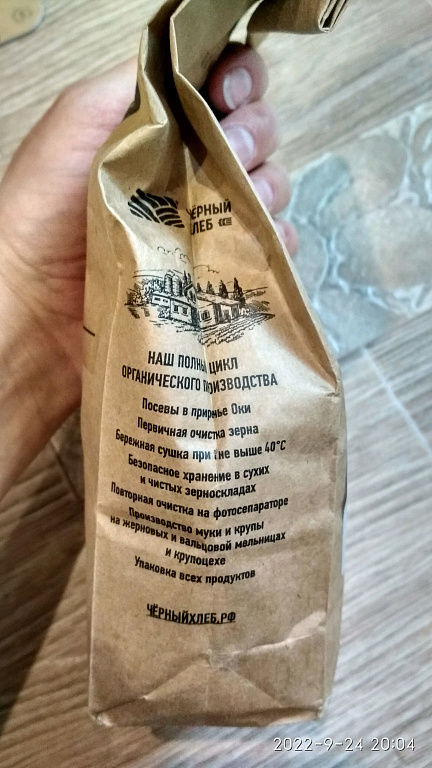 ЧЁРНЫЙ
ХЛЕБ
НАШ ПОЛНЫЙ ЦИКЛ
ОРГАНИЧЕСКОГО ПРОИЗВОДСТВА
Посевы в приречье Оки
Первичная очистка зерна
Бережная сушка при t не выше 40°C
Безопасное хранение в сухих
и чистых зерноскладах
Повторная очистка на фотосепараторе
Производство муки и крупы
на жерновых и вальцовой мельницах
и крупоцехе
Упаковка всех продуктов
ЧЁРНЫЙХЛЕБ.РФ
2022-9-24 20:04